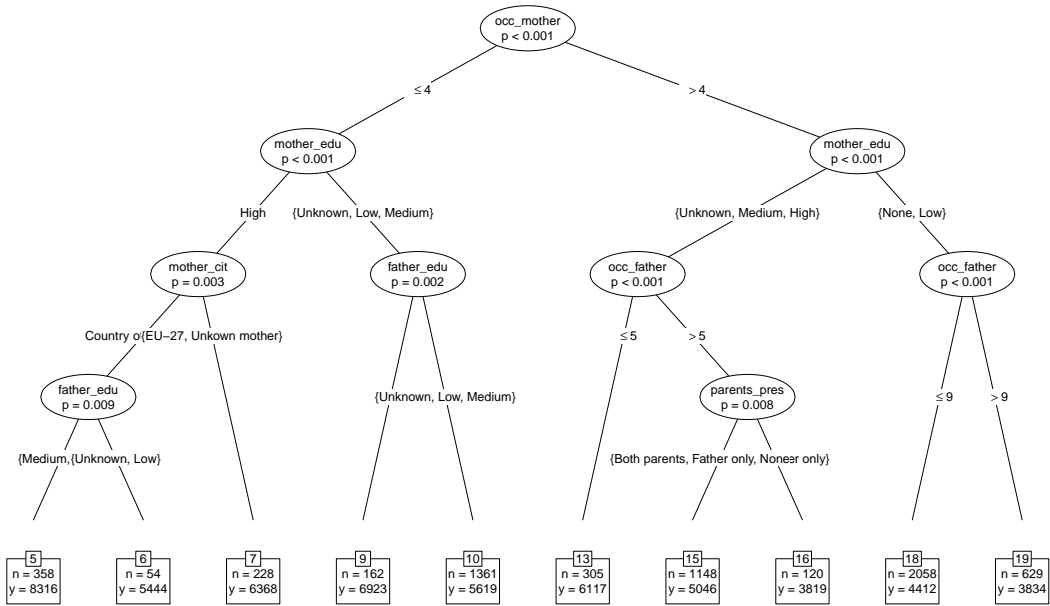 occ_mother
p < 0.001
≤ 4
> 4
mother_edu
p < 0.001
mother_edu
p < 0.001
High
{Unknown, Low, Medium}
{Unknown, Medium, High}
{None, Low}
mother_cit
p = 0.003
father_edu
p = 0.002
occ_father
p < 0.001
occ_father
p < 0.001
Country o
{EU−27, Unkown mother}
≤ 5
> 5
father_edu
p = 0.009
{Unknown, Low, Medium}
parents_pres
p = 0.008
≤ 9
> 9
{Medium,
{Unknown, Low}
{Both parents, Father only, None
er only}
5
n = 358
y = 8316
6
n = 54
y = 5444
7
n = 228
y = 6368
9
n = 162
y = 6923
10
n = 1361
y = 5619
13
n = 305
y = 6117
15
n = 1148
y = 5046
16
n = 120
y = 3819
18
n = 2058
y = 4412
19
n = 629
y = 3834